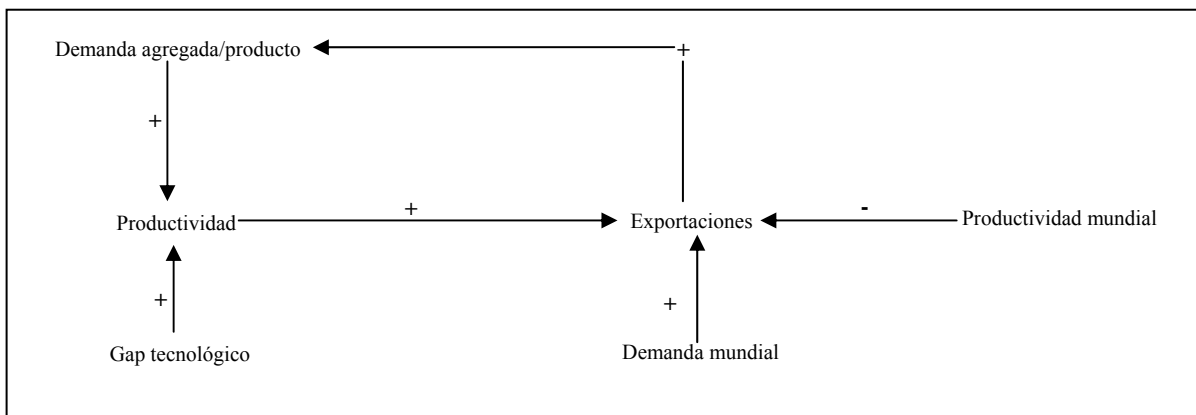 Demanda agregada/producto
+
+
Productividad
+
Exportaciones
-
Productividad mundial
+
+
Gap tecnológico
Demanda mundial